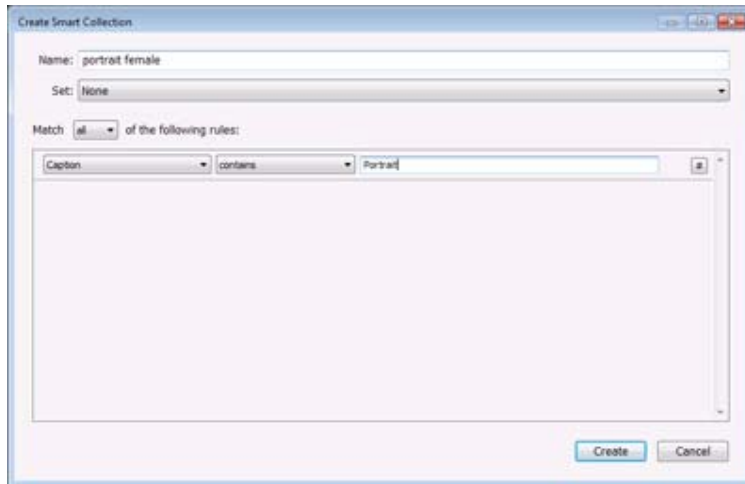 Create Smart Collection
Name: portrait female
Set: None
Match all of the following rules:
Caption contains Portrait
Create Cancel